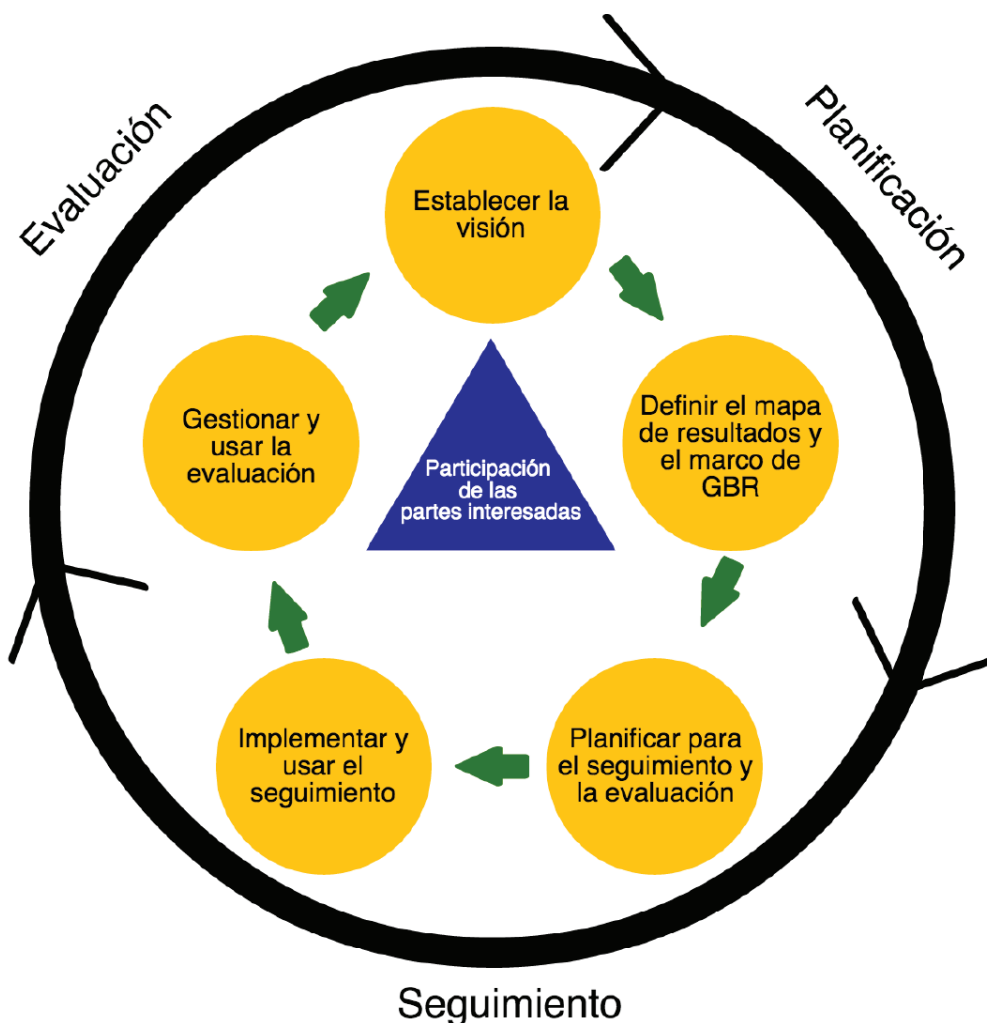 Evaluación
Planificación
Establecer la
visión
Gestionar y
usar la
evaluación
Definir el mapa
de resultados y
el marco de
GBR
Participación
de las
partes interesadas
Implementar y
usar el
seguimiento
Planificar para
el seguimiento y
la evaluación
Seguimiento